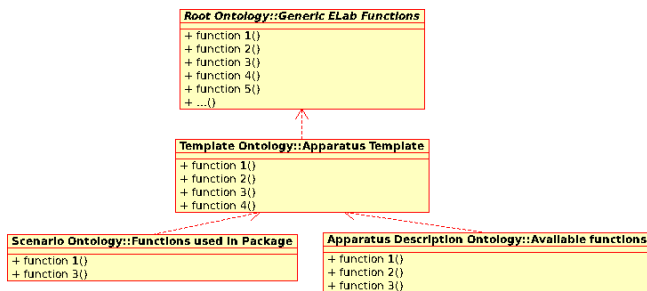 Root Ontology::Generic ELab Functions
+ function 1()
+ function 2()
+ function 3()
+ function 4()
+ function 5()
+ ...()
Template Ontology::Apparatus Template
+ function 1()
+ function 2()
+ function 3()
+ function 4()
Scenario Ontology::Functions used in Package
+ function 1()
+ function 3()
Apparatus Description Ontology::Available functions
+ function 1()
+ function 2()
+ function 3()